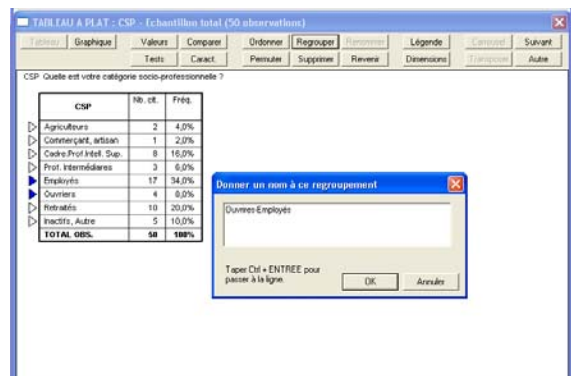 TABLEAU A PLAT : CSP - Echantillon total (50 observations)
Tableau Graphique Valeurs Comparer Ordonner Regrouper Renommer Légende Carrousel Suivant
Tests Caract. Permuter Supprimer Revenir Dimensions Transposer Autre
CSP Quelle est votre catégorie socio-professionnelle ?
CSP Nb. cit. Fréq.
Agriculteurs 2 4,0%
Commerçant, artisan 1 2,0%
Cadre.Prof.Intell. Sup. 8 16,0%
Prof. Intermédiares 3 6,0%
Employés 17 34,0%
Ouvriers 4 8,0%
Retraités 10 20,0%
Inactifs, Autre 5 10,0%
TOTAL OBS. 50 100%
Donner un nom à ce regroupement
Ouvrires-Employés
Taper Ctrl + ENTREE pour
passer à la ligne.
OK Annuler